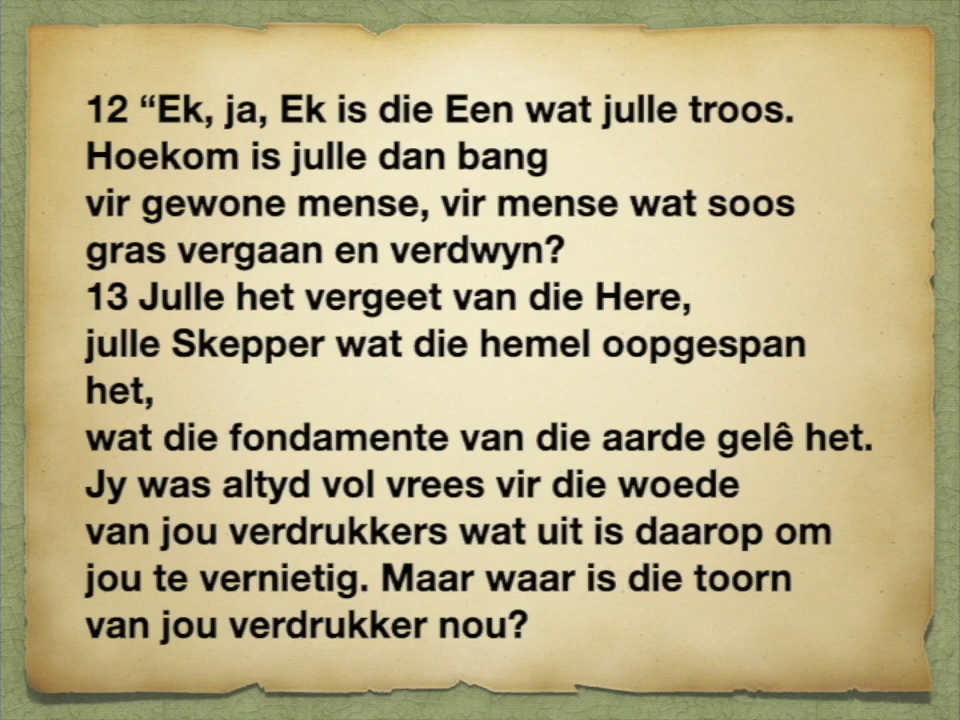 12 “Ek, ja, Ek is die Een wat julle troos.
Hoekom is julle dan bang
vir gewone mense, vir mense wat soos
gras vergaan en verdwyn?
13 Julle het vergeet van die Here,
julle Skepper wat die hemel oopgespan
het,
wat die fondamente van die aarde gelê het.
Jy was altyd vol vrees vir die woede
van jou verdrukkers wat uit is daarop om
jou te vernietig. Maar waar is die toorn
van jou verdrukker nou?